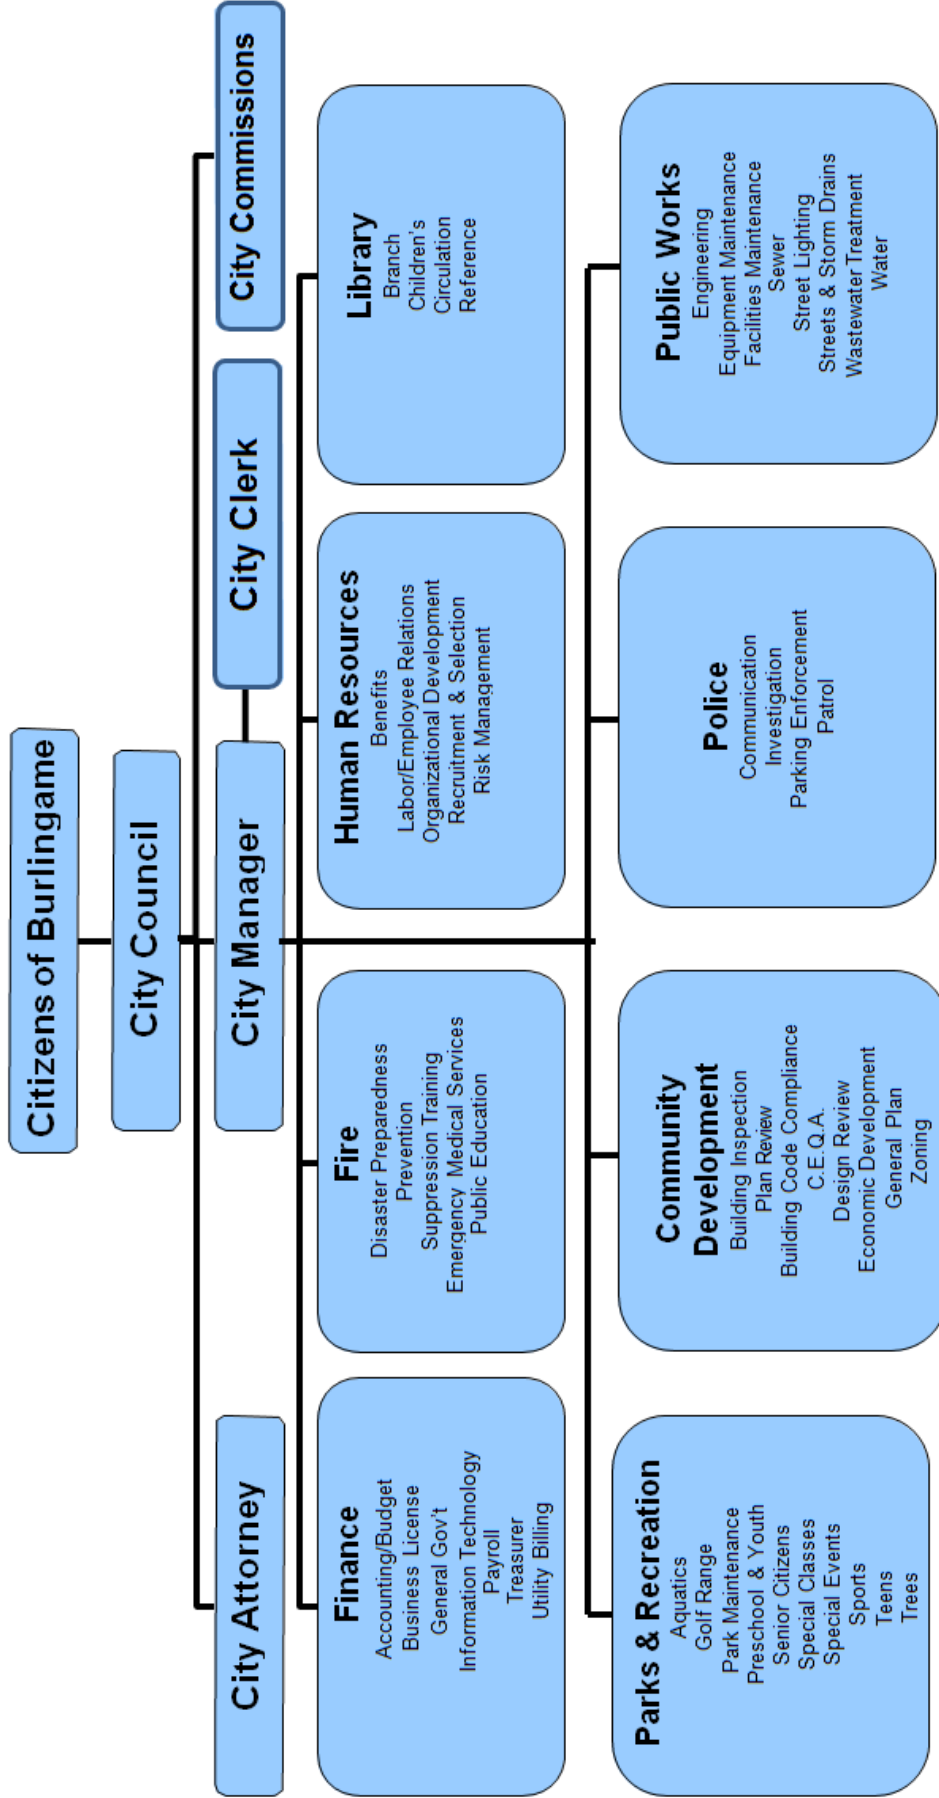 Citizens of Burlingame
City Council
City Attorney
City Manager
City Clerk
City Commissions
Finance
Accounting/Budget
Business License
General Gov't
Information Technology
Payroll
Treasurer
Utility Billing
Fire
Disaster Preparedness
Prevention
Suppression Training
Emergency Medical Services
Public Education
Human Resources
Benefits
Labor/Employee Relations
Organizational Development
Recruitment & Selection
Risk Management
Library
Branch
Children's
Circulation
Reference
Parks & Recreation
Aquatics
Golf Range
Park Maintenance
Preschool & Youth
Senior Citizens
Special Classes
Special Events
Sports
Teens
Trees
Community
Development
Building Inspection
Plan Review
Building Code Compliance
C.E.Q.A.
Design Review
Economic Development
General Plan
Zoning
Police
Communication
Investigation
Parking Enforcement
Patrol
Public Works
Engineering
Equipment Maintenance
Facilities Maintenance
Sewer
Street Lighting
Streets & Storm Drains
Wastewater Treatment
Water